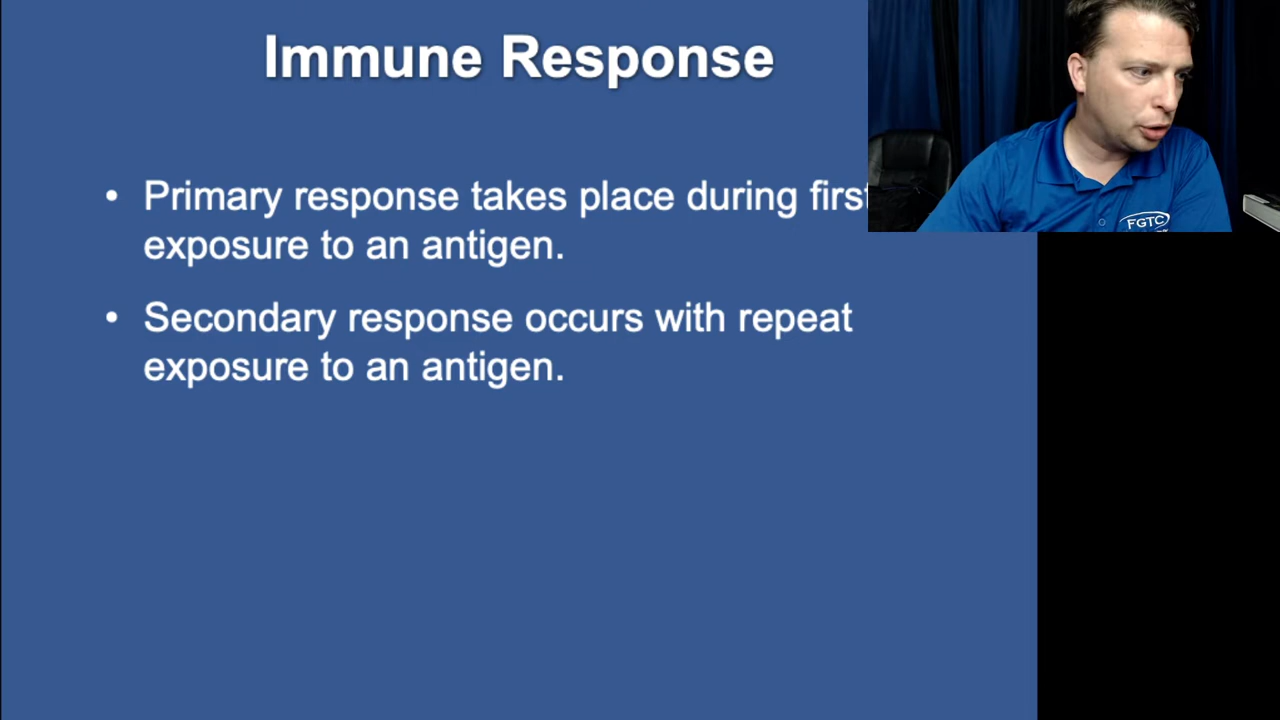 Immune Response
• Primary response takes place during first
exposure to an antigen.
• Secondary response occurs with repeat
exposure to an antigen.
FGTC